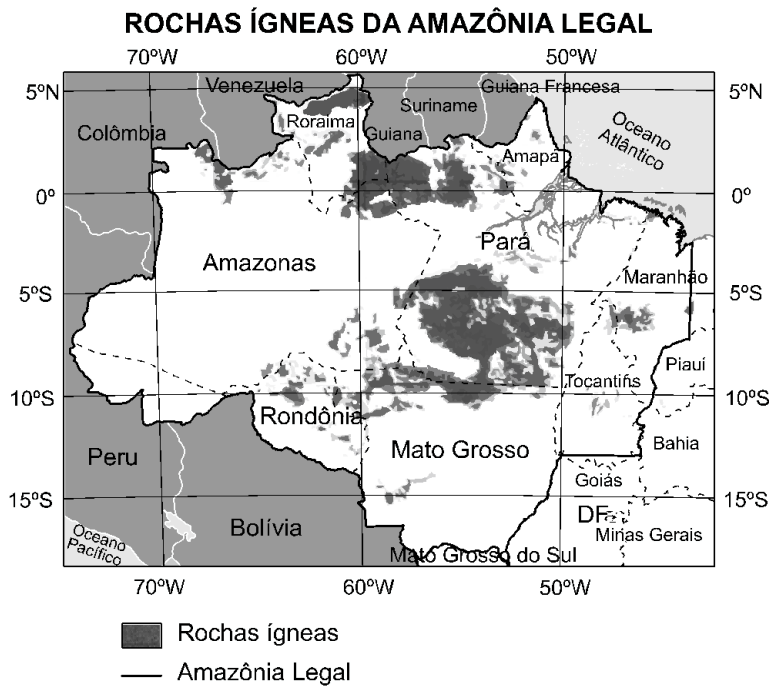 ROCHAS ÍGNEAS DA AMAZÔNIA LEGAL
70ºW 60ºW 50ºW
5ºN Venezuela Guiana Francesa 5ºN
Suriname
Colômbia Roraima Guiana Oceano
Atlântico
Amapá
0º 0º
Pará
Amazonas
Maranhão
5ºS 5ºS
Piauí
Tocantins
10ºS 10ºS
Rondônia
Mato Grosso Bahia
Peru
Goiás
15ºS 15ºS
DF
Bolívia Minas Gerais
Oceano
Pacífico
Mato Grosso do Sul
70ºW 60ºW 50ºW
Rochas ígneas
Amazônia Legal